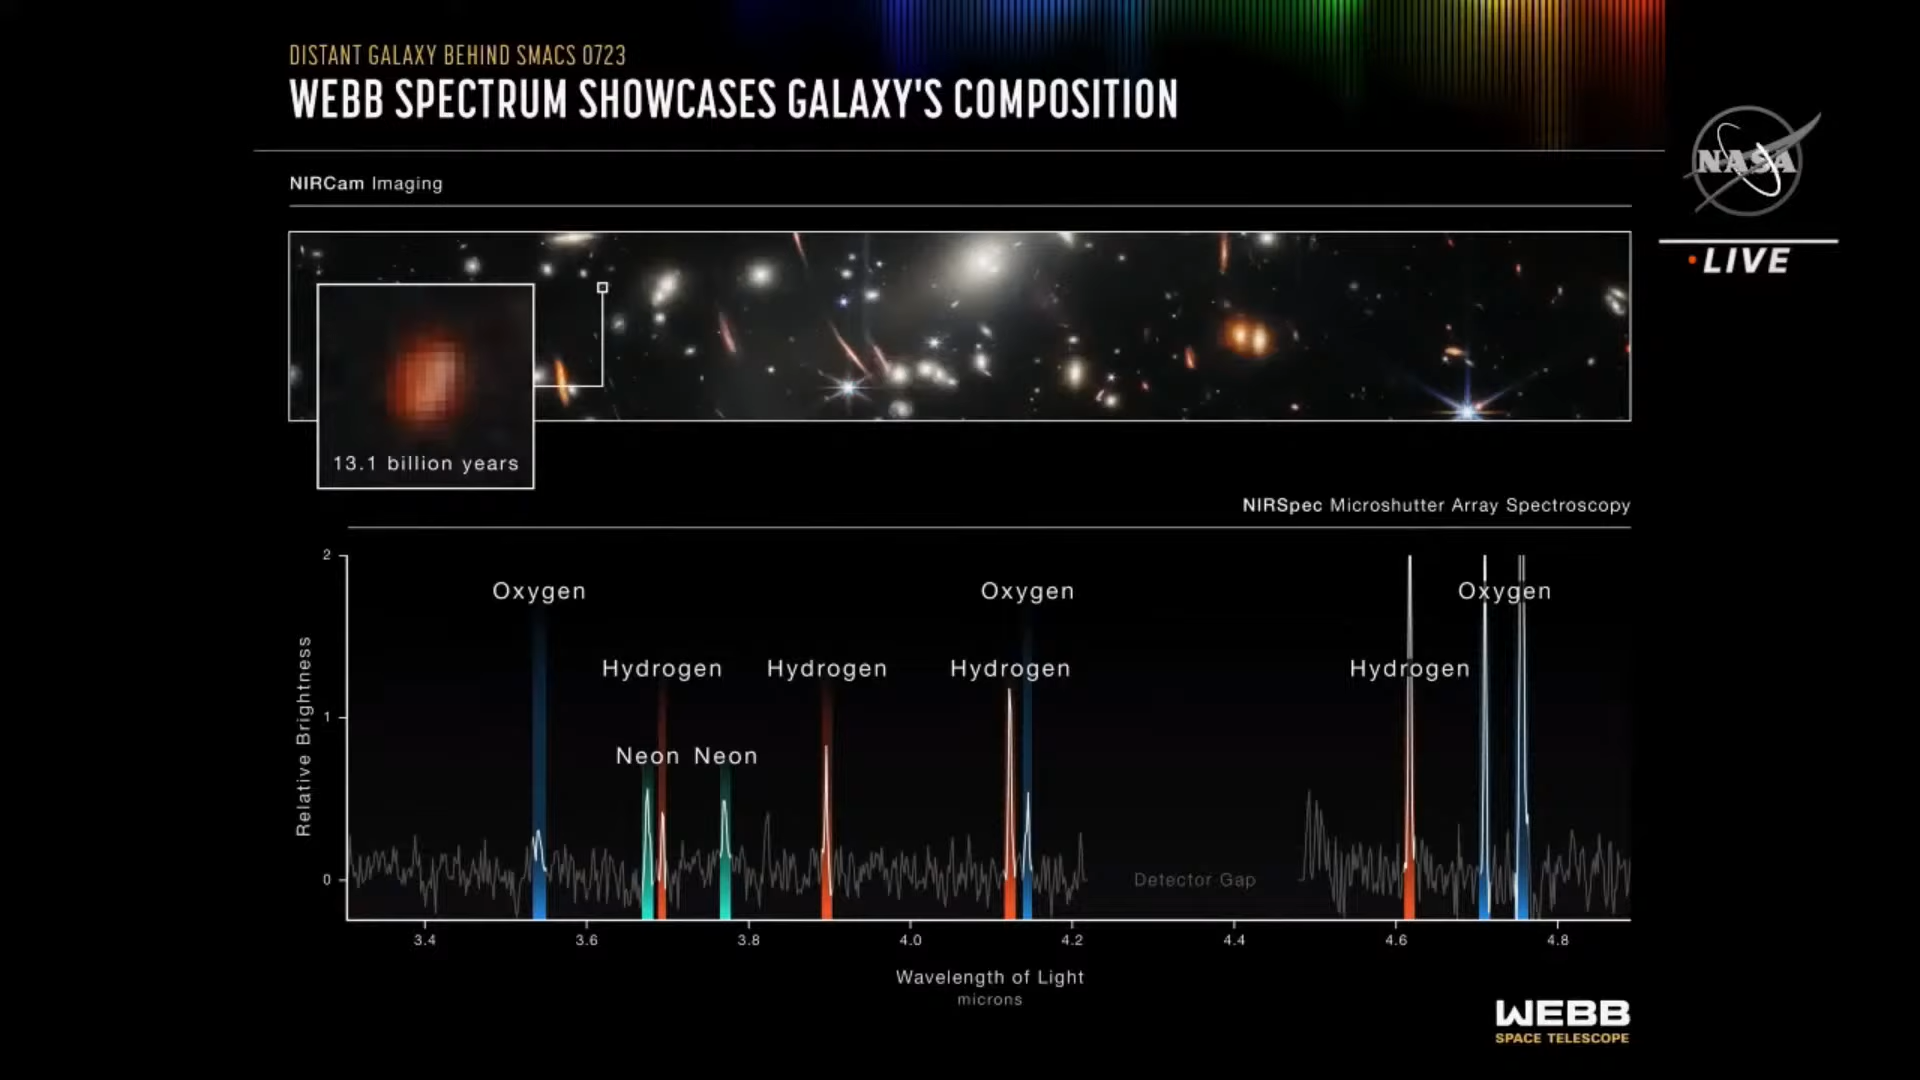 DISTANT GALAXY BEHIND SMACS 0723
WEBB SPECTRUM SHOWCASES GALAXY'S COMPOSITION
NASA
LIVE
NIRCam Imaging
13.1 billion years
NIRSpec Microshutter Array Spectroscopy
Relative Brightness
2
1
0
Oxygen
Oxygen
Oxygen
Hydrogen
Hydrogen
Hydrogen
Hydrogen
Neon Neon
Detector Gap
3.4 3.6 3.8 4.0 4.2 4.4 4.6 4.8
Wavelength of Light
microns
WEBB
SPACE TELESCOPE